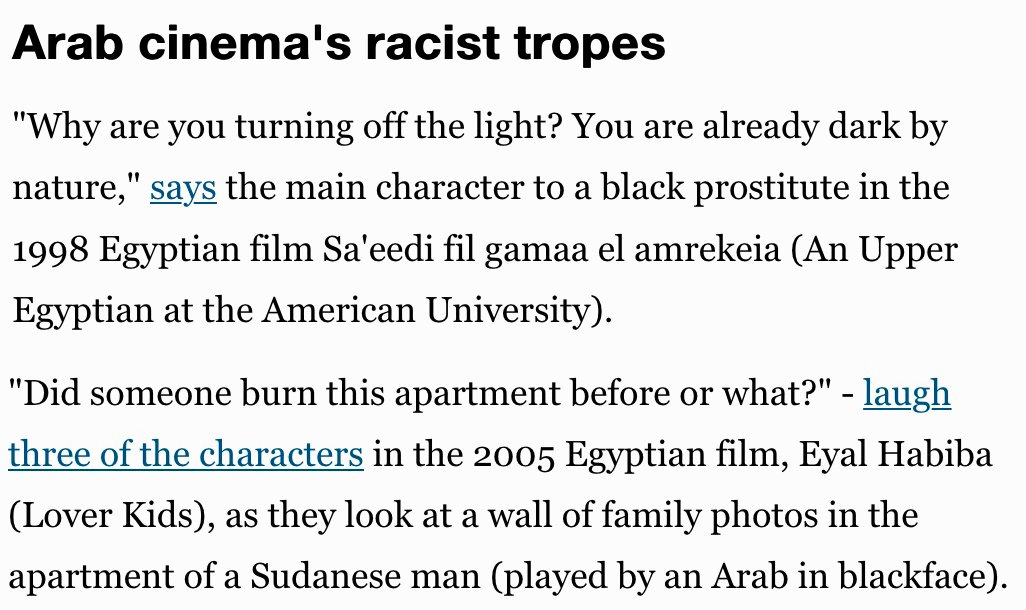 Arab cinema's racist tropes
"Why are you turning off the light? You are already dark by
nature," says the main character to a black prostitute in the
1998 Egyptian film Sa'eedi fil gamaa el amrekeia (An Upper
Egyptian at the American University).
"Did someone burn this apartment before or what?" - laugh
three of the characters in the 2005 Egyptian film, Eyal Habiba
(Lover Kids), as they look at a wall of family photos in the
apartment of a Sudanese man (played by an Arab in blackface).